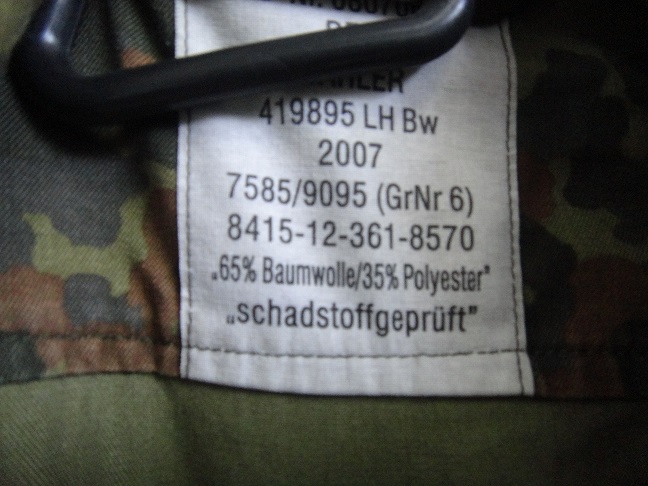 419895 LH Bw
2007
7585/9095 (GrNr 6)
8415-12-361-8570
„65% Baumwolle/35% Polyester"
„schadstoffgeprüft"